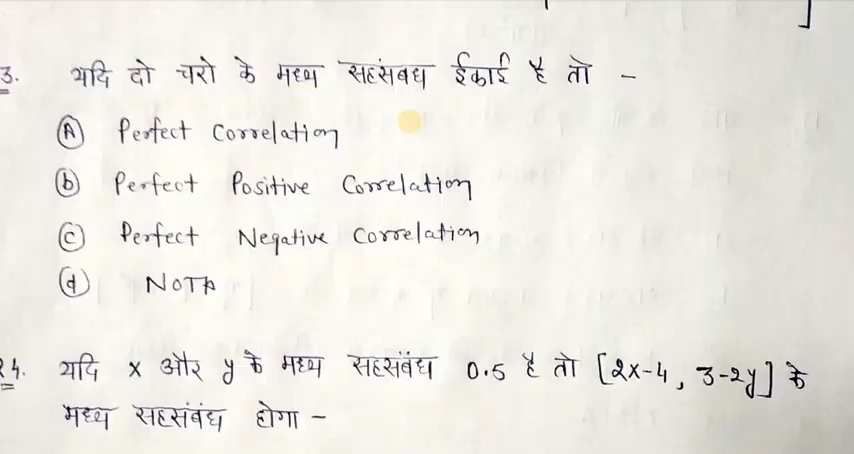 3. यदि दो चरो के मध्य सहसंबध ईकाई है तो -
(A) Perfect Correlation
(b) Perfect Positive Correlation
(C) Perfect Negative Correlation
(d) NOTA
24. यदि x और y के मध्य सहसंबंध 0.5 है तो [2x-4, 3-2y] के
मध्य सहसंबंध होगा -